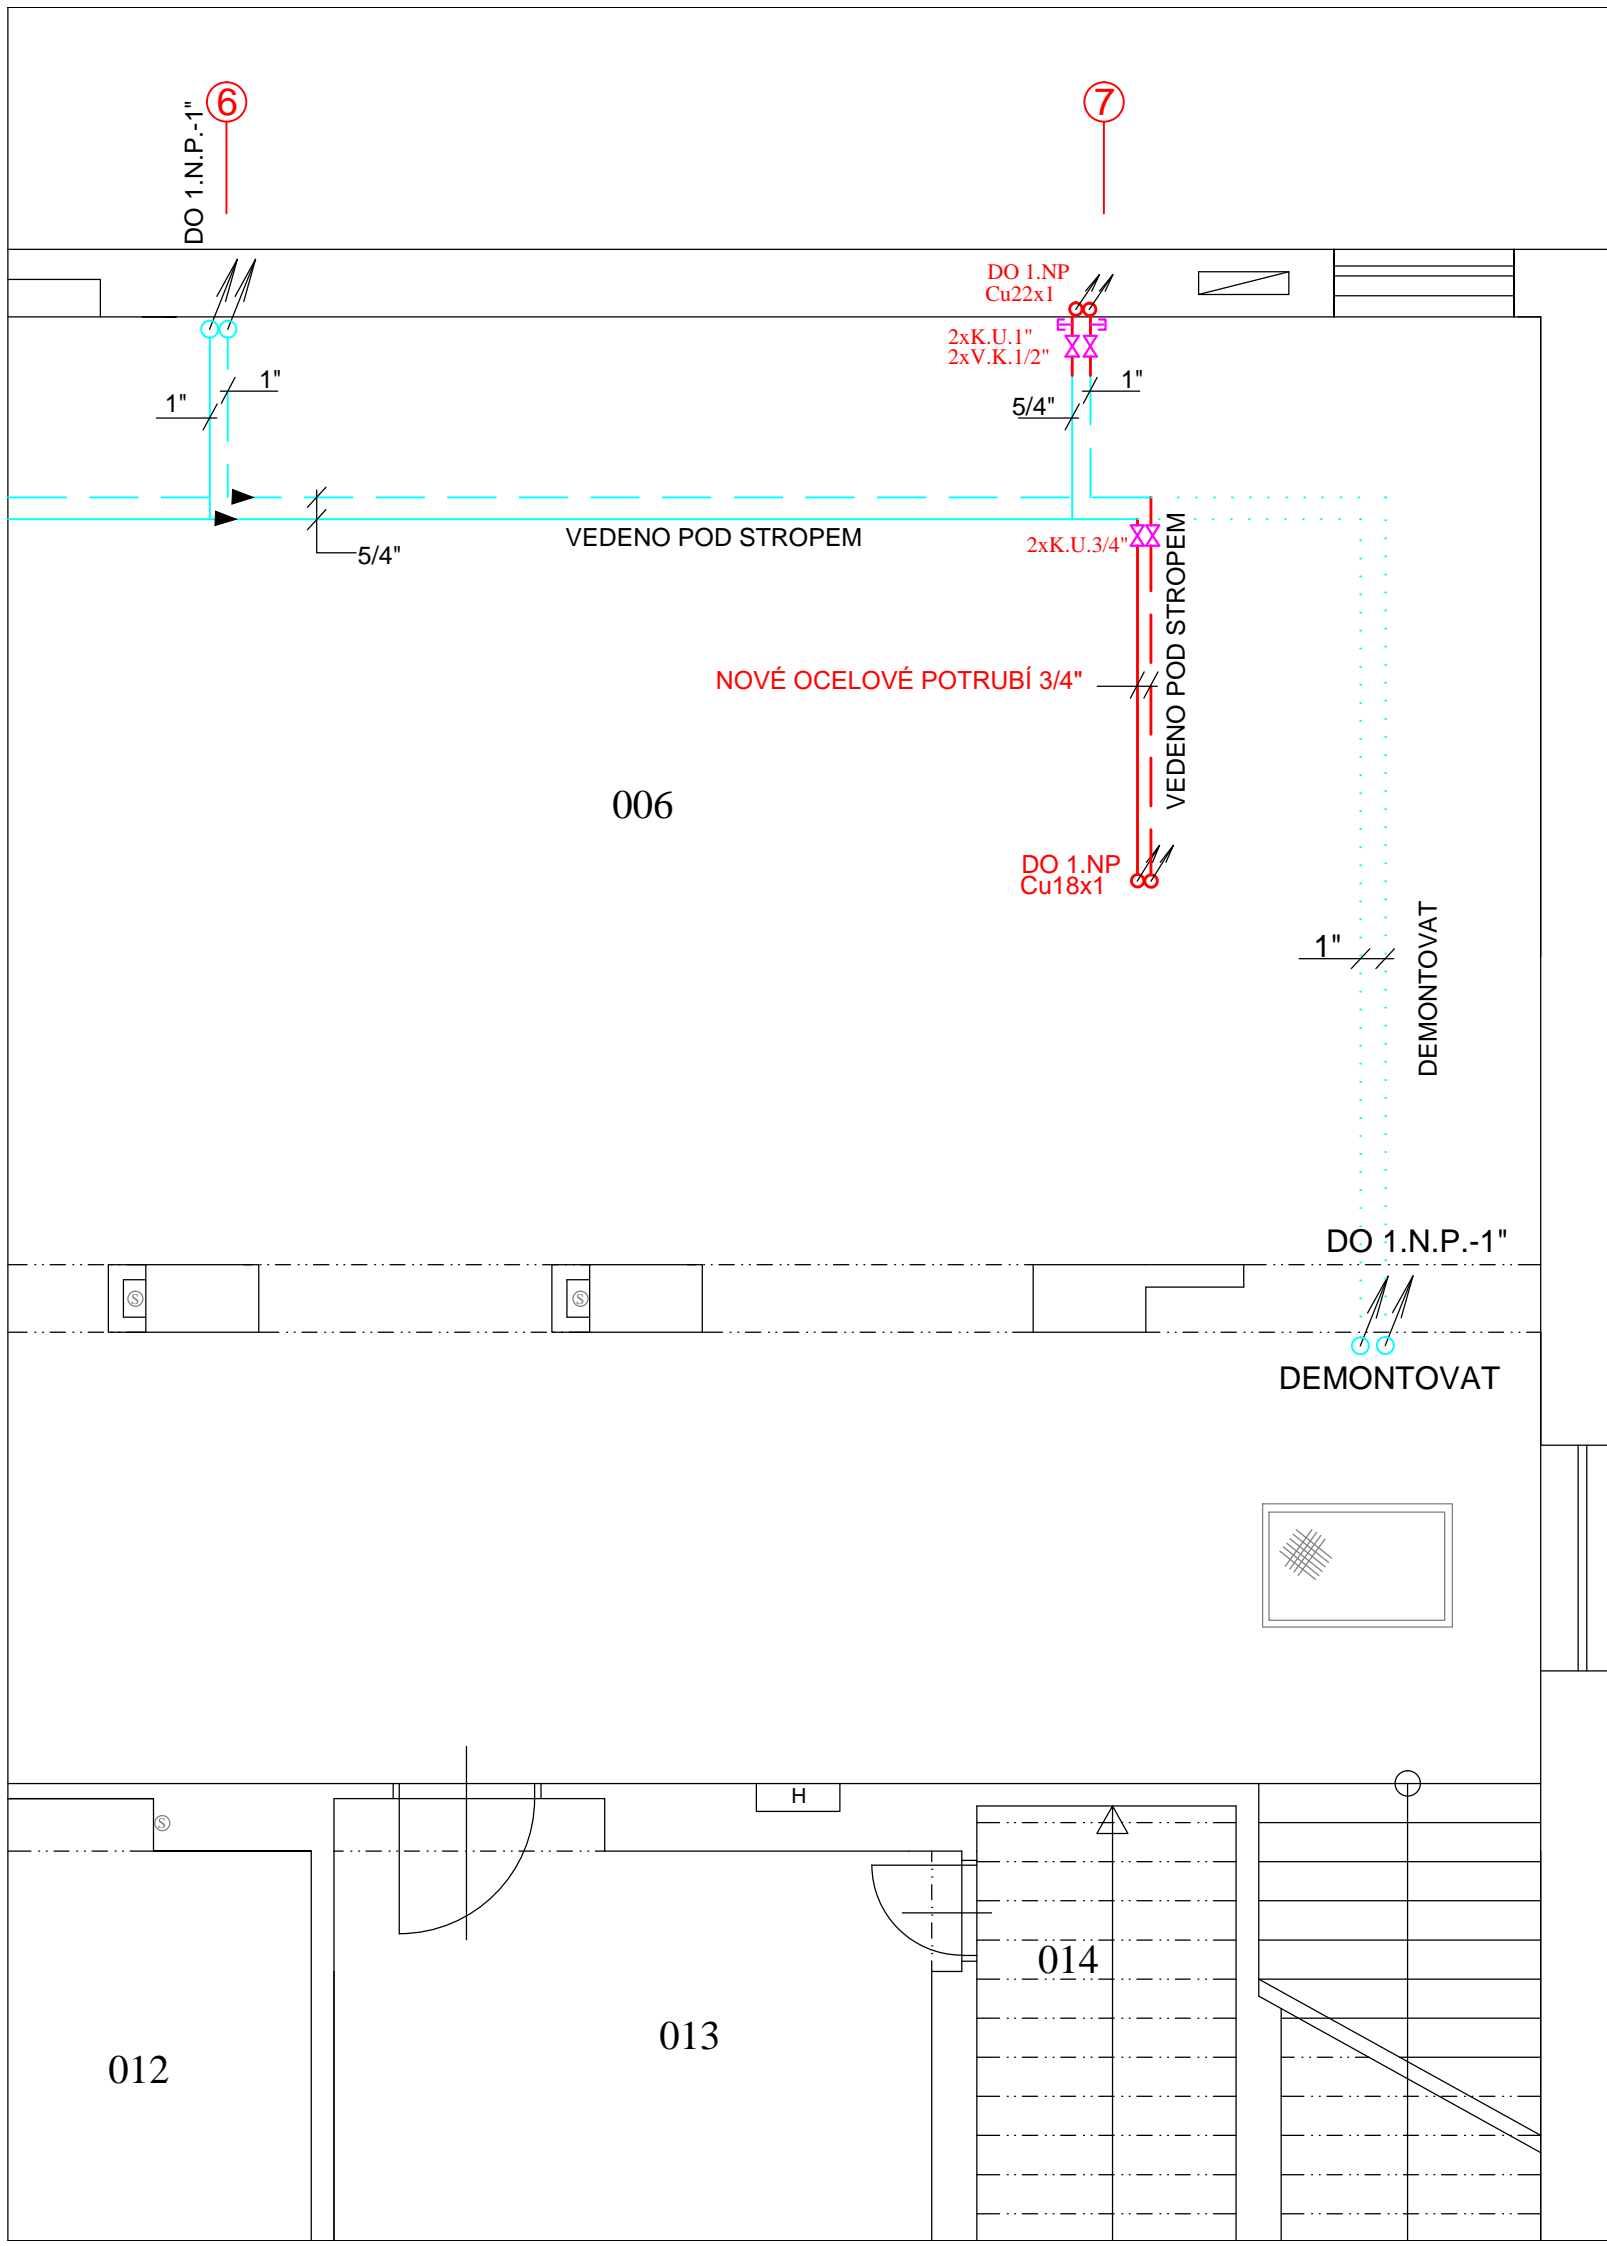 6
7
DO 1.N.P.-1"
DO 1.NP
Cu22x1
2xK.U.1"
2xV.K.1/2"
1"
1"
1"
5/4"
VEDENO POD STROPEM
5/4"
2xK.U.3/4"
VEDENO POD STROPEM
NOVÉ OCELOVÉ POTRUBÍ 3/4"
006
DO 1.NP
Cu18x1
1"
DEMONTOVAT
DO 1.N.P.-1"
S
S
DEMONTOVAT
H
S
014
013
012